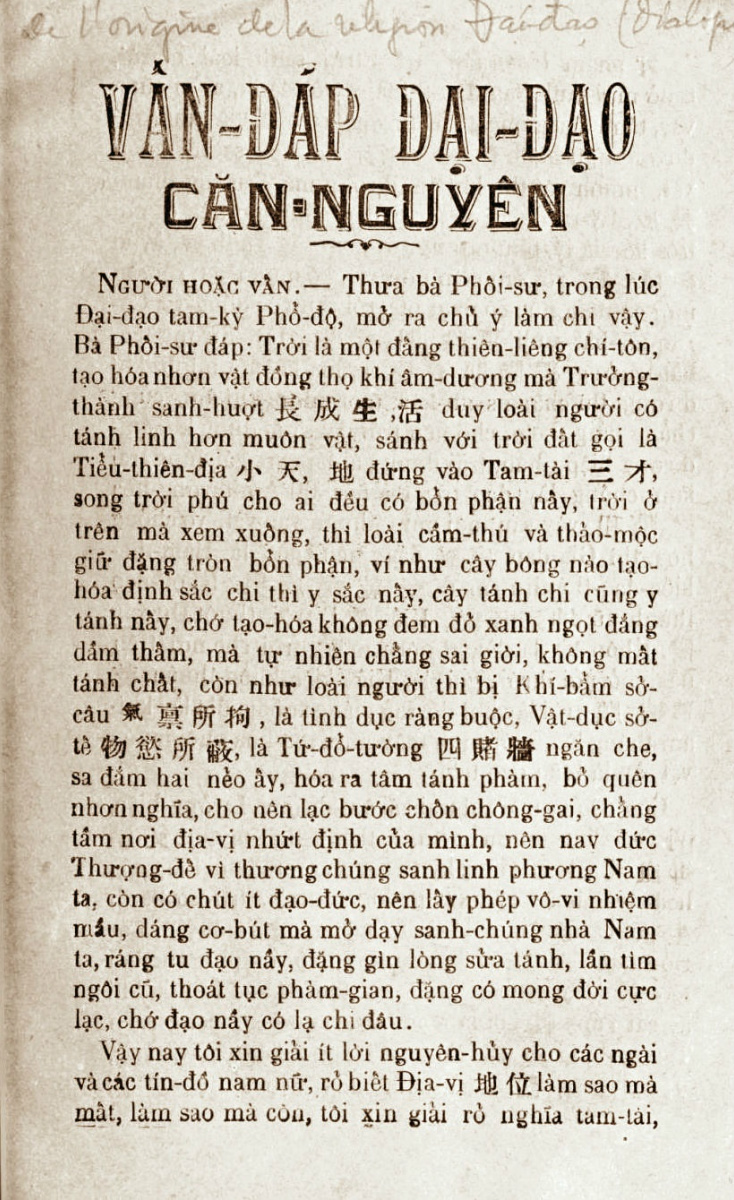 De l'origine de la religion Đaiđao (Dialogu
VẤN-ĐÁP ĐẠI-ĐẠO
CĂN-NGUYÊN
NGƯỜI HOẶC VẤN.— Thưa bà Phôi-sư, trong lúc
Đại-đạo tam-kỳ Phổ-độ, mở ra chủ ý làm chi vậy.
Bà Phôi-sư đáp: Trời là một đấng thiên-liêng chí-tôn,
tạo hóa nhơn vật đồng thọ khí âm-dương mà Trưởng-
thành sanh-huợt 長 成 生 ,活 duy loài người có
tánh linh hơn muôn vật, sánh với trời đất gọi là
Tiểu-thiên-địa 小 天, 地 đứng vào Tam-tài 三 才,
song trời phú cho ai đều có bổn phận nầy, trời ở
trên mà xem xuống, thì loài cầm-thú và thảo-mộc
giữ đặng tròn bổn phận, ví như cây bông nào tạo-
hóa định sắc chi thì y sắc nầy, cây tánh chi cũng y
tánh nầy, chớ tạo-hóa không đem đồ xanh ngọt đắng
dầm thấm, mà tự nhiên chẳng sai giời, không mất
tánh chất, còn như loài người thì bị Khí-bẩm sở-
câu 氣 禀 所 拘 , là tình dục ràng buộc, Vật-dục sở-
tế 物 慾 所 蔽, là Tứ-đổ-tường 四 賭 牆 ngăn che,
sa đắm hai nẻo ấy, hóa ra tâm tánh phàm, bỏ quên
nhơn nghĩa, cho nên lạc bước chốn chông-gai, chẳng
tầm nơi địa-vị nhứt định của mình, nên nay đức
Thượng-đế vì thương chúng sanh linh phương Nam
ta, còn có chút ít đạo-đức, nên lấy phép vô-vi nhiệm
mầu, dáng cơ-bút mà mở dạy sanh-chúng nhà Nam
ta, ráng tu đạo nầy, đặng gìn lòng sửa tánh, lần tìm
ngôi cũ, thoát tục phàm-gian, đặng có mong đời cực
lạc, chớ đạo nầy có lạ chi đâu.
Vậy nay tôi xin giải ít lời nguyên-hủy cho các ngài
và các tín-đồ nam nữ, rỏ biết Địa-vị 地 位 làm sao mà
mất, làm sao mà còn, tôi xin giải rỏ nghĩa tam-tài,